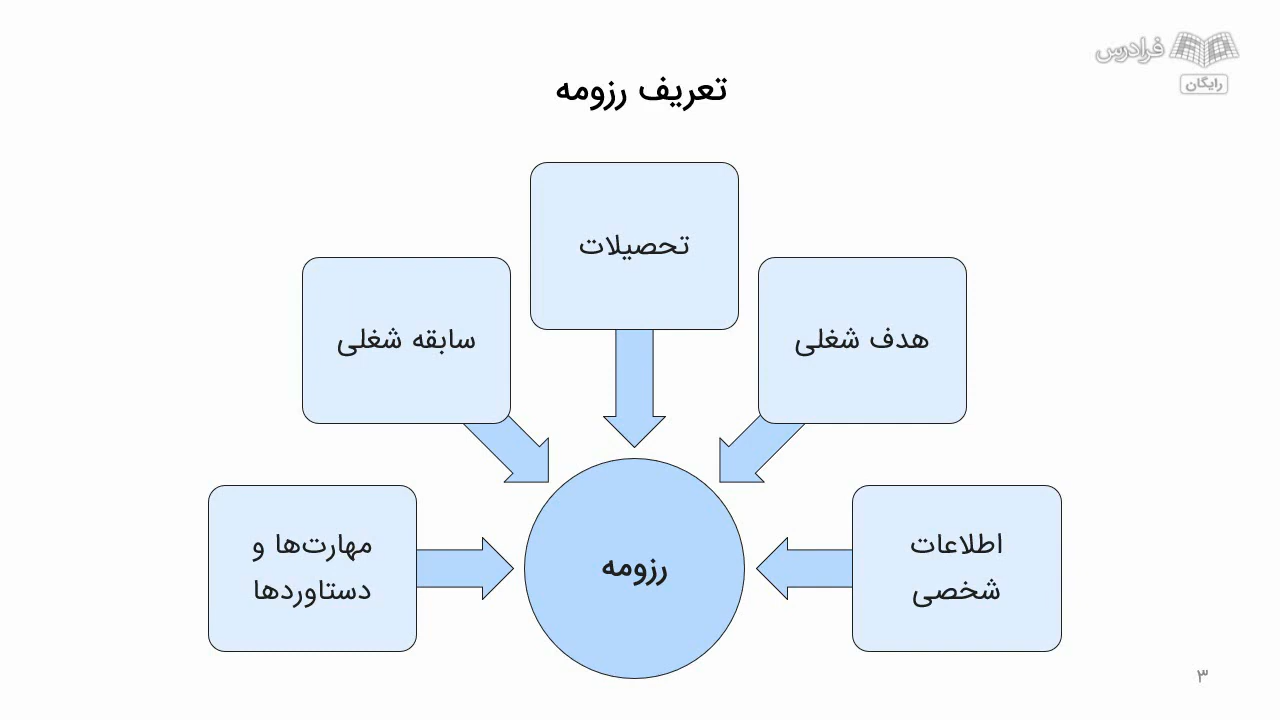 فرادرس
رایگان
تعریف رزومه
تحصیلات
هدف شغلی
سابقه شغلی
اطلاعات
شخصی
رزومه
مهارت‌ها و
دستاوردها
۳